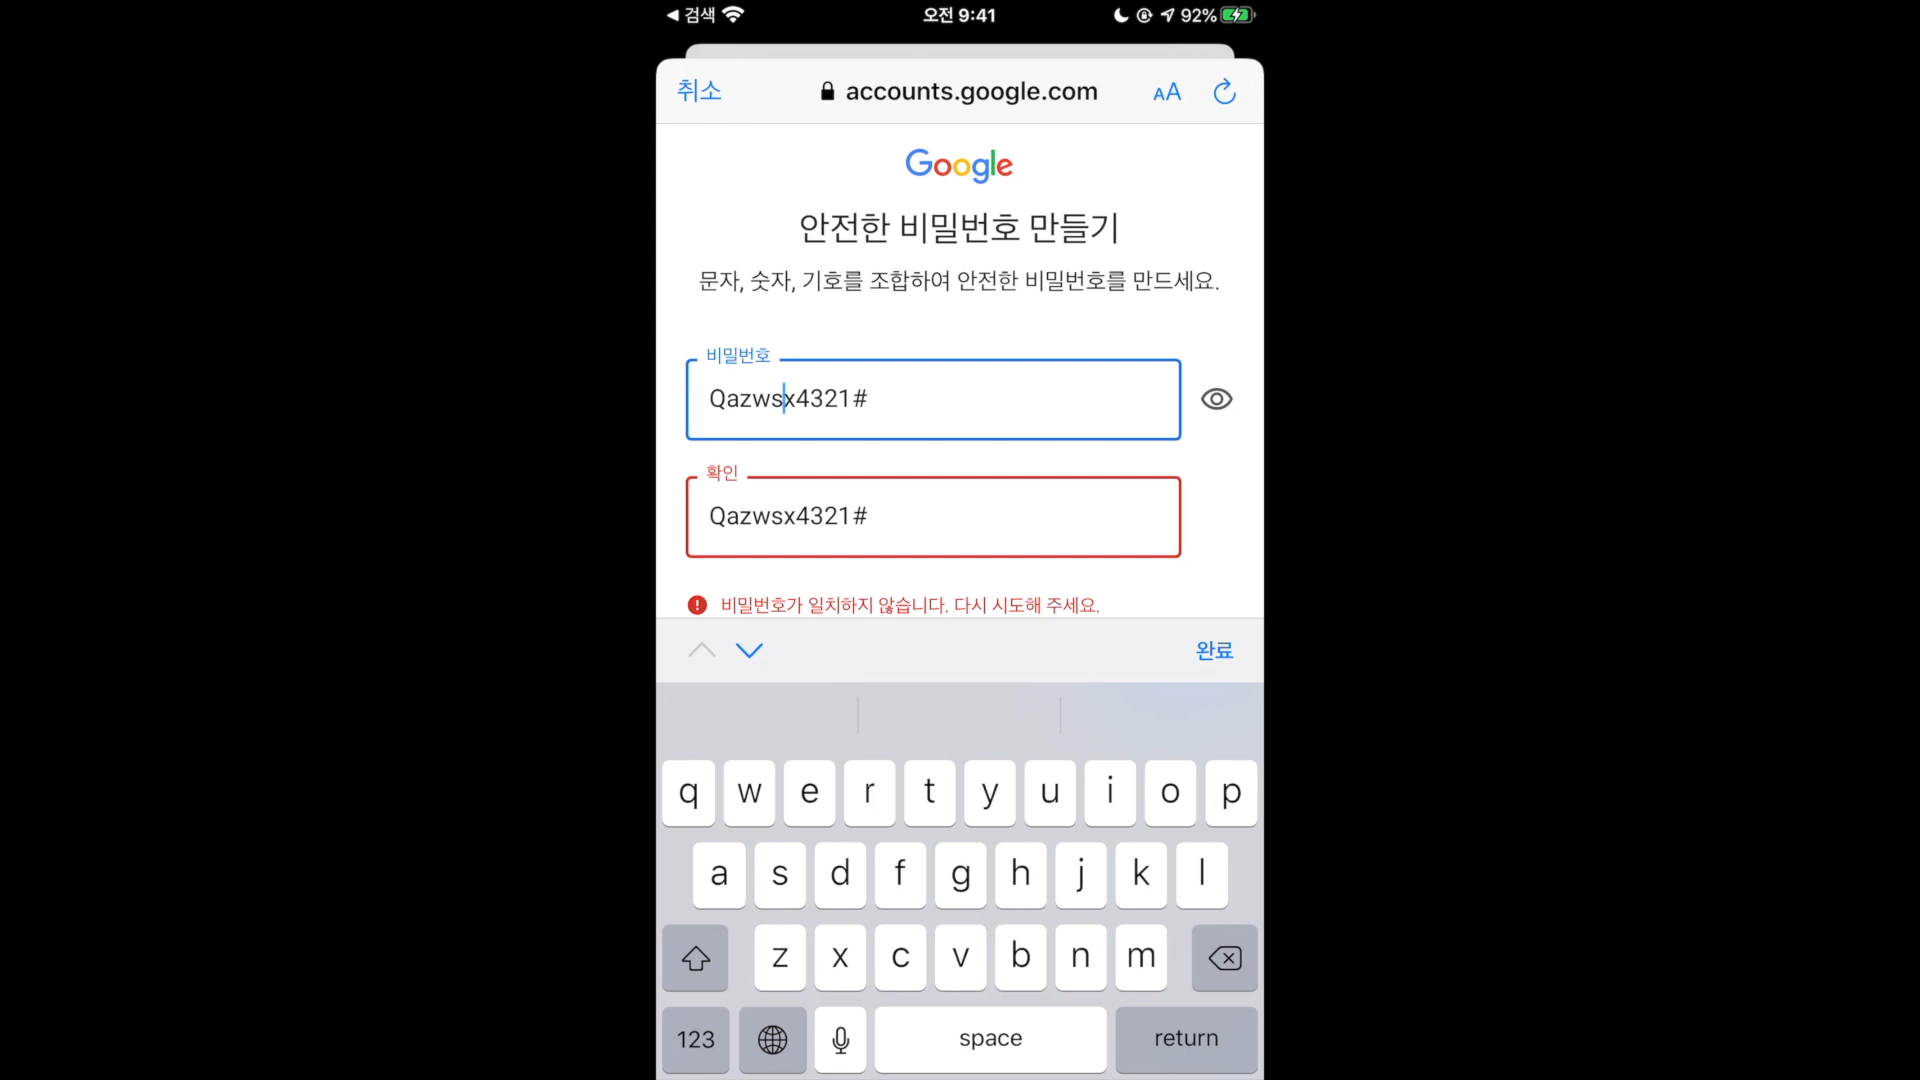 ◀ 검색 오전 9:41 92%
취소 accounts.google.com AA
Google
안전한 비밀번호 만들기
문자, 숫자, 기호를 조합하여 안전한 비밀번호를 만드세요.
비밀번호
Qazwsx4321#
확인
Qazwsx4321#
비밀번호가 일치하지 않습니다. 다시 시도해 주세요.
완료
q w e r t y u i o p
a s d f g h j k l
z x c v b n m
123 space return